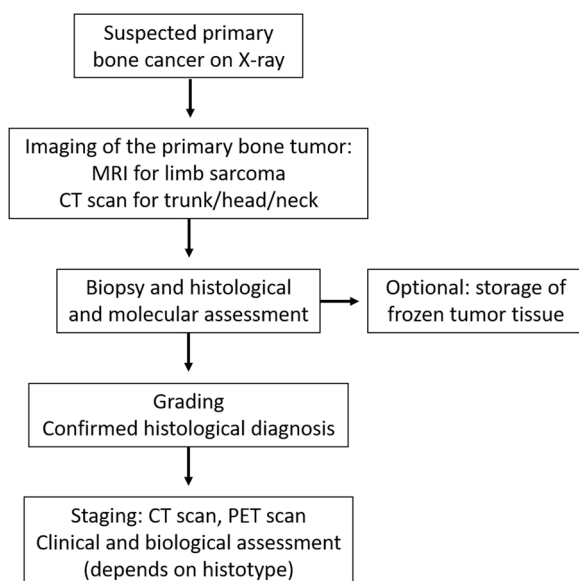 Suspected primary
bone cancer on X-ray
Imaging of the primary bone tumor:
MRI for limb sarcoma
CT scan for trunk/head/neck
Biopsy and histological
and molecular assessment
Optional: storage of
frozen tumor tissue
Grading
Confirmed histological diagnosis
Staging: CT scan, PET scan
Clinical and biological assessment
(depends on histotype)